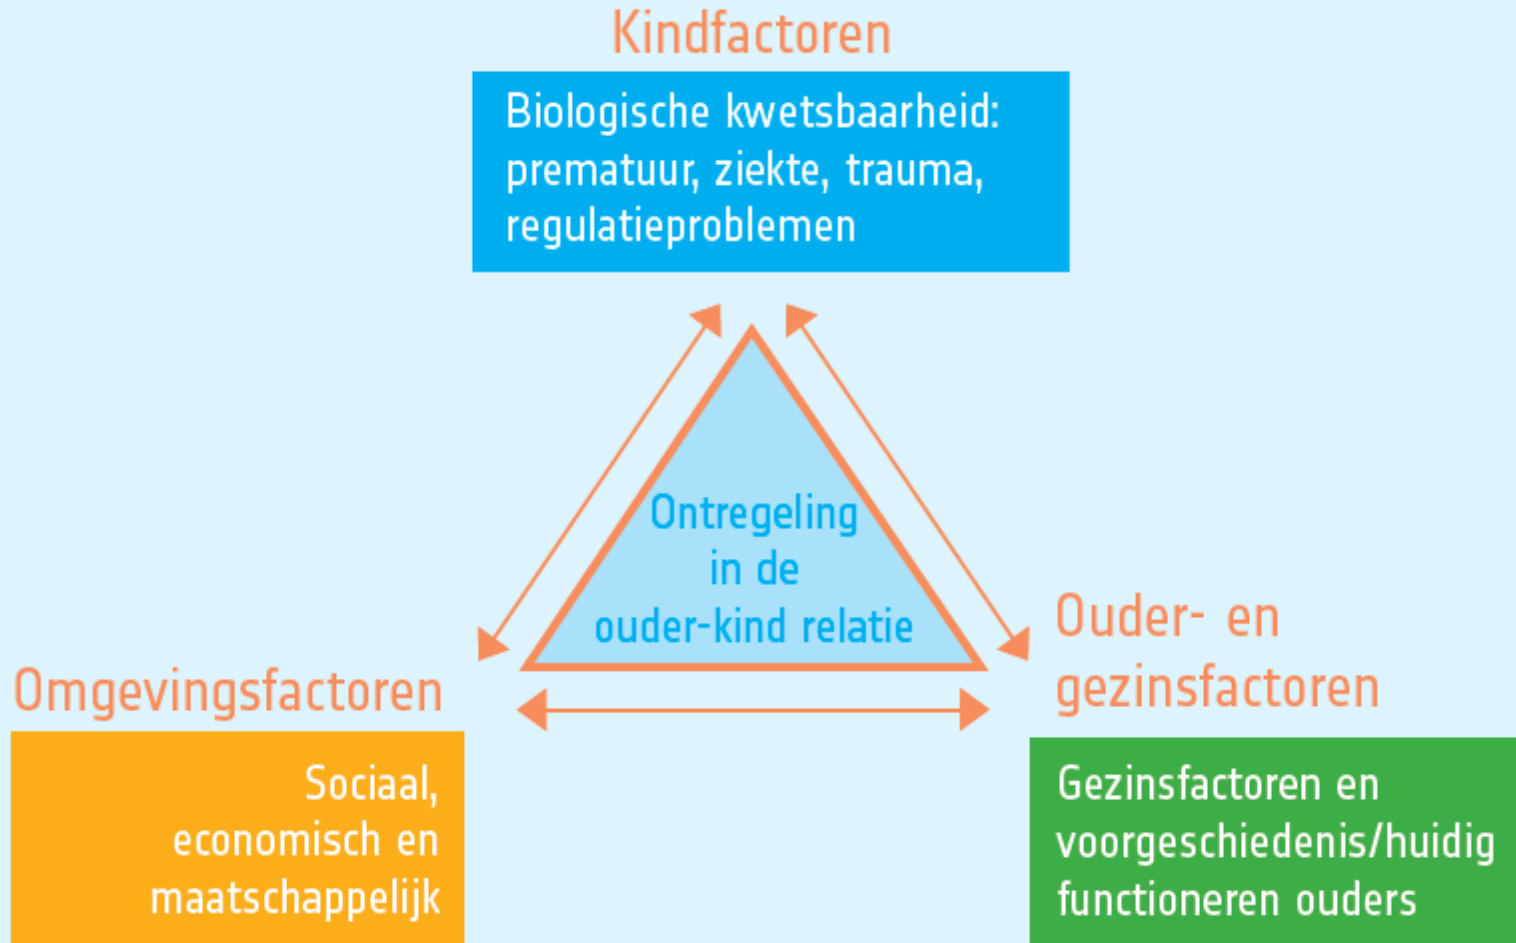 Kindfactoren
Biologische kwetsbaarheid:
prematuur, ziekte, trauma,
regulatieproblemen
Ontregeling
in de
ouder-kind relatie
Omgevingsfactoren
Sociaal,
economisch en
maatschappelijk
Ouder- en
gezinsfactoren
Gezinsfactoren en
voorgeschiedenis/huidig
functioneren ouders